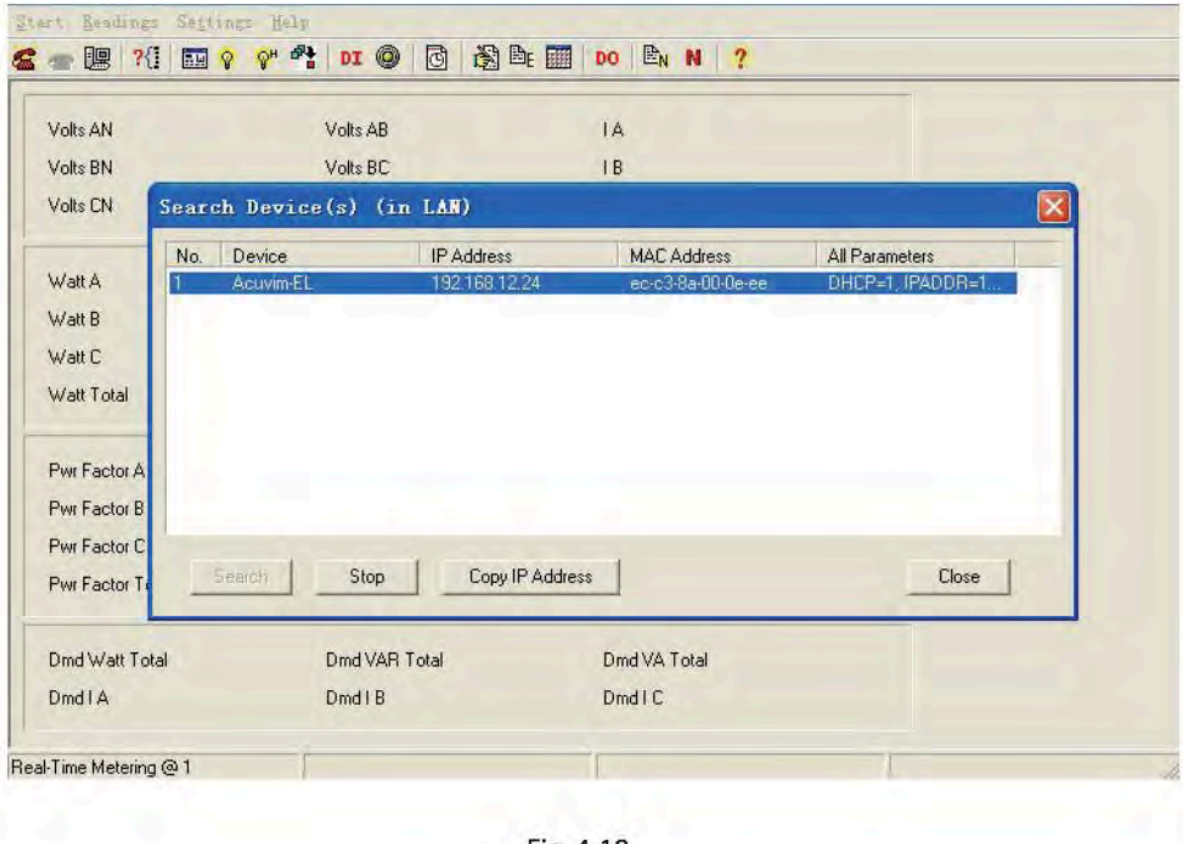 Start Readings Settings Help
?{ H DI E DO N N ?
Volts AN Volts AB I A
Volts BN Volts BC I B
Volts CN
Search Device(s) (in LAN)
No. Device IP Address MAC Address All Parameters
1 Acuvim-EL 192.168.12.24 ec-c3-8a-00-0e-ee DHCP=1, IPADDR=1...
Watt A
Watt B
Watt C
Watt Total
Pwr Factor A
Pwr Factor B
Pwr Factor C
Pwr Factor T
Search Stop Copy IP Address Close
Dmd Watt Total Dmd VAR Total Dmd VA Total
Dmd I A Dmd I B Dmd I C
Real-Time Metering @ 1